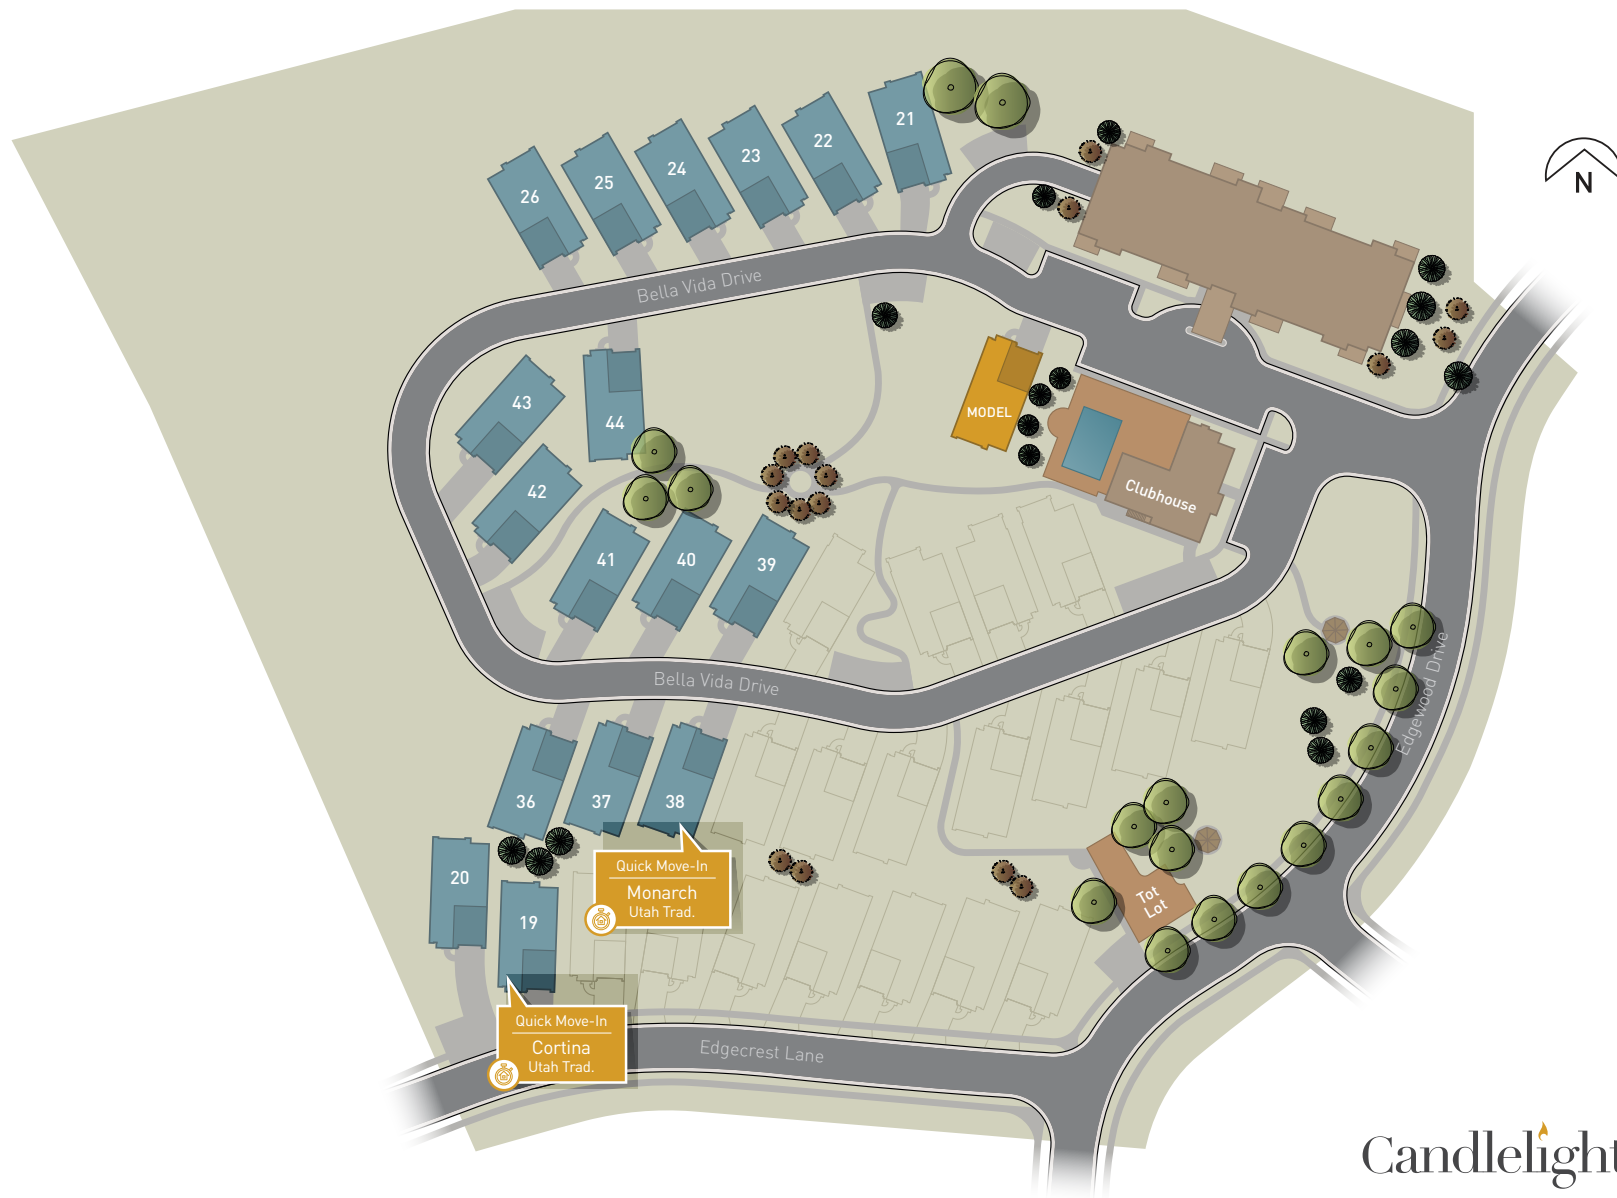 21
22
23
24
25
26
N
Bella Vida Drive
43
44
MODEL
42
Clubhouse
41
40
39
Bella Vida Drive
Edgewood Drive
36
37
38
Quick Move-In
Monarch
Utah Trad.
20
19
Tot
Lot
Quick Move-In
Cortina
Utah Trad.
Edgecrest Lane
Candlelight